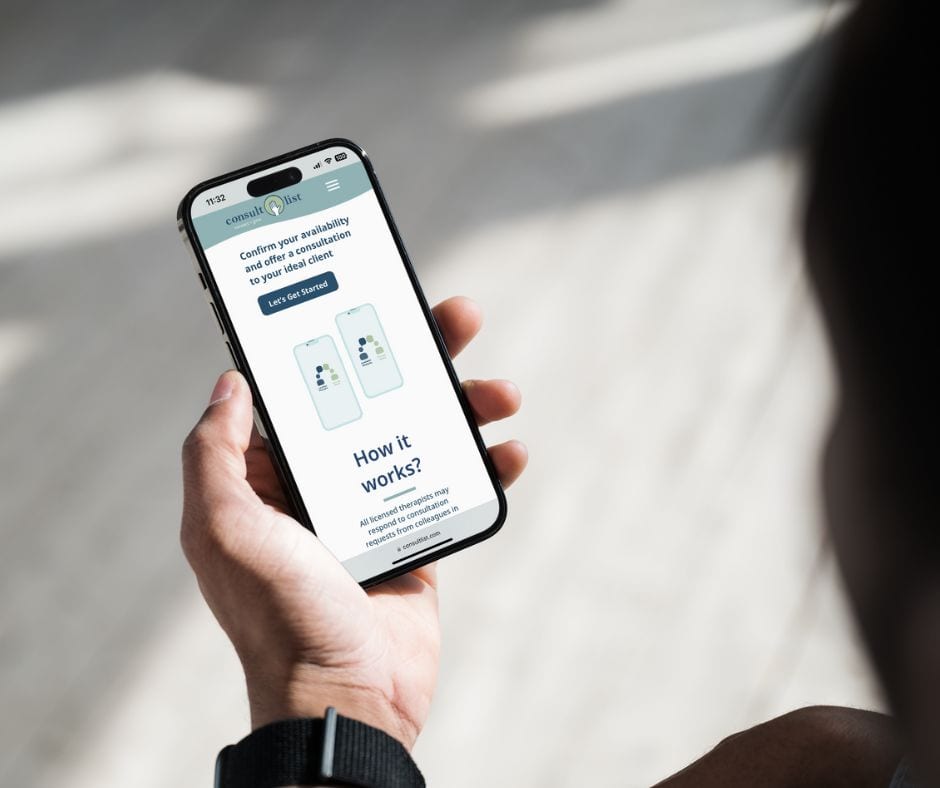 11:32
100
consult list
Confirm your availability
and offer a consultation
to your ideal client
Let's Get Started
How it
works?
All licensed therapists may
respond to consultation
requests from colleagues in
consultlist.com